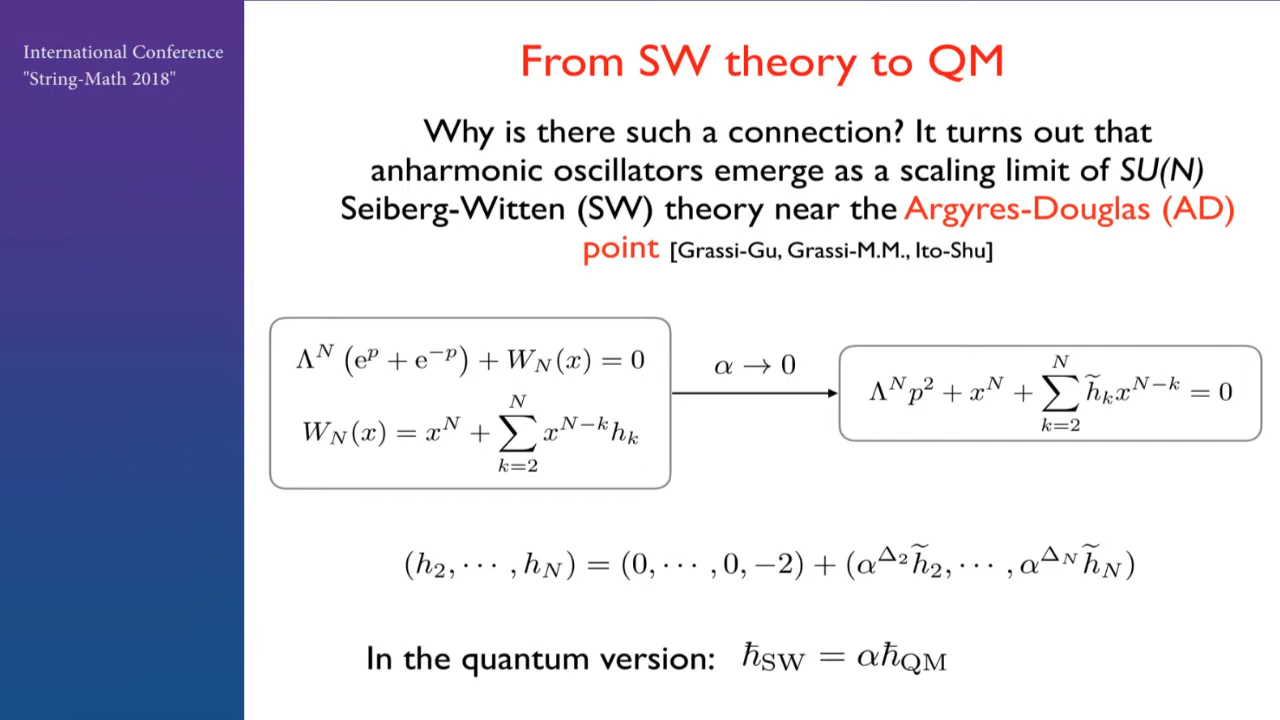 International Conference
"String-Math 2018"
From SW theory to QM
Why is there such a connection? It turns out that
anharmonic oscillators emerge as a scaling limit of SU(N)
Seiberg-Witten (SW) theory near the Argyres-Douglas (AD)
point [Grassi-Gu, Grassi-M.M., Ito-Shu]
Λ^N (e^p + e^{−p}) + W_N(x) = 0
W_N(x) = x^N + ∑_{k=2}^{N} x^{N−k} h_k
α → 0
Λ^N p^2 + x^N + ∑_{k=2}^{N} h̃_k x^{N−k} = 0
(h_2, ⋯ , h_N) = (0, ⋯ , 0, −2) + (α^{Δ_2} h̃_2, ⋯ , α^{Δ_N} h̃_N)
In the quantum version: ℏ_SW = αℏ_QM